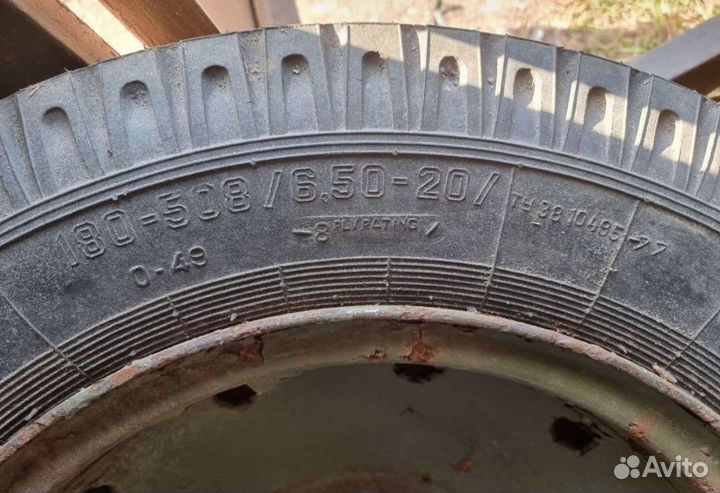 180-508/6,50-20/
ТУ 38.10485-77
-8 PLY RATING
О-49
Avito